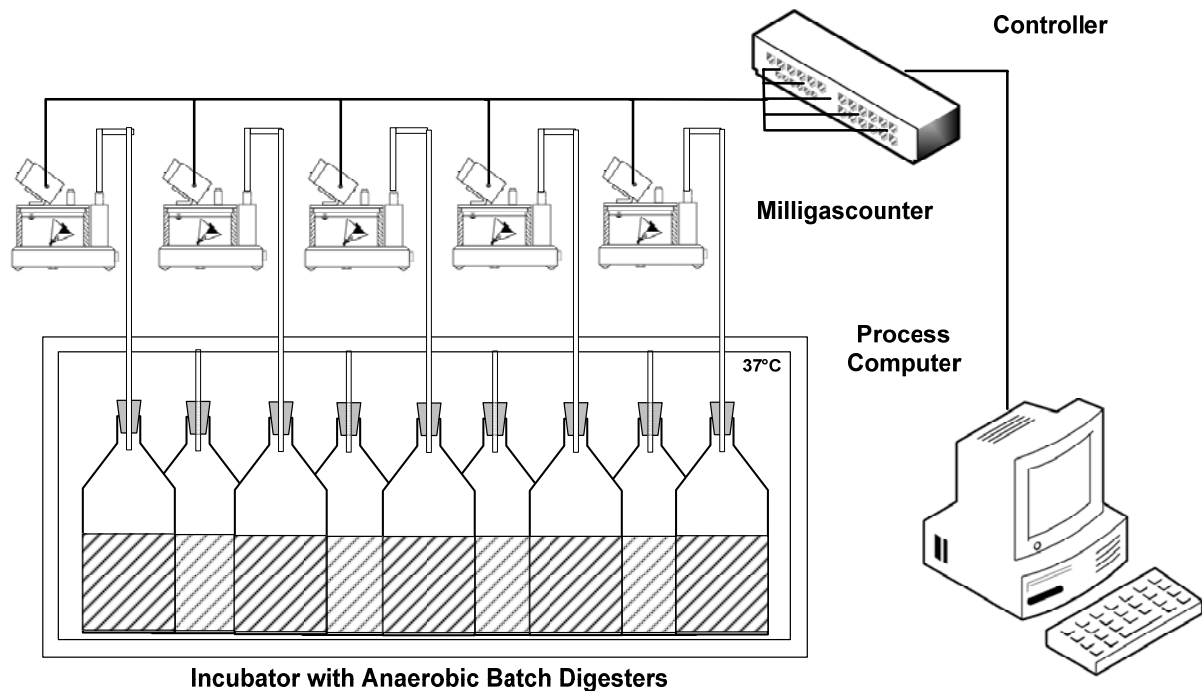 Controller
Milligascounter
Process
Computer
37°C
Incubator with Anaerobic Batch Digesters